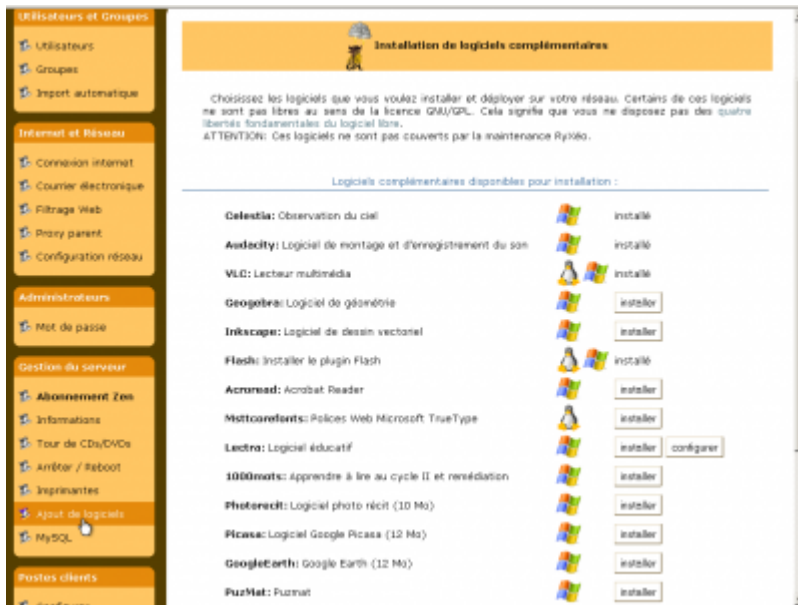 Utilisateurs et Groupes
Utilisateurs
Groupes
Import automatique
Internet et Réseau
Connexion internet
Courrier électronique
Filtrage Web
Proxy parent
Configuration réseau
Administrateurs
Mot de passe
Gestion du serveur
Abonnement Zen
Informations
Tour de CDs/DVDs
Arrêter / Reboot
Imprimantes
Ajout de logiciels
MySQL
Postes clients
Installation de logiciels complémentaires
Choisissez les logiciels que vous voulez installer et déployer sur votre réseau. Certains de ces logiciels
ne sont pas libres au sens de la licence GNU/GPL. Cela signifie que vous ne disposez pas des quatre
libertés fondamentales du logiciel libre.
ATTENTION: Ces logiciels ne sont pas couverts par la maintenance RyXéo.
Logiciels complémentaires disponibles pour installation :
Celestia: Observation du ciel installé
Audacity: Logiciel de montage et d'enregistrement du son installé
VLC: Lecteur multimédia installé
Geogebra: Logiciel de géométrie installer
Inkscape: Logiciel de dessin vectoriel installer
Flash: Installer le plugin Flash installé
Acroread: Acrobat Reader installer
Msttcorefonts: Polices Web Microsoft TrueType installer
Lectra: Logiciel éducatif installer configurer
1000mots: Apprendre à lire au cycle II et remédiation installer
Photorecit: Logiciel photo récit (10 Mo) installer
Picasa: Logiciel Google Picasa (12 Mo) installer
GoogleEarth: Google Earth (12 Mo) installer
PuzMat: Puzmat installer